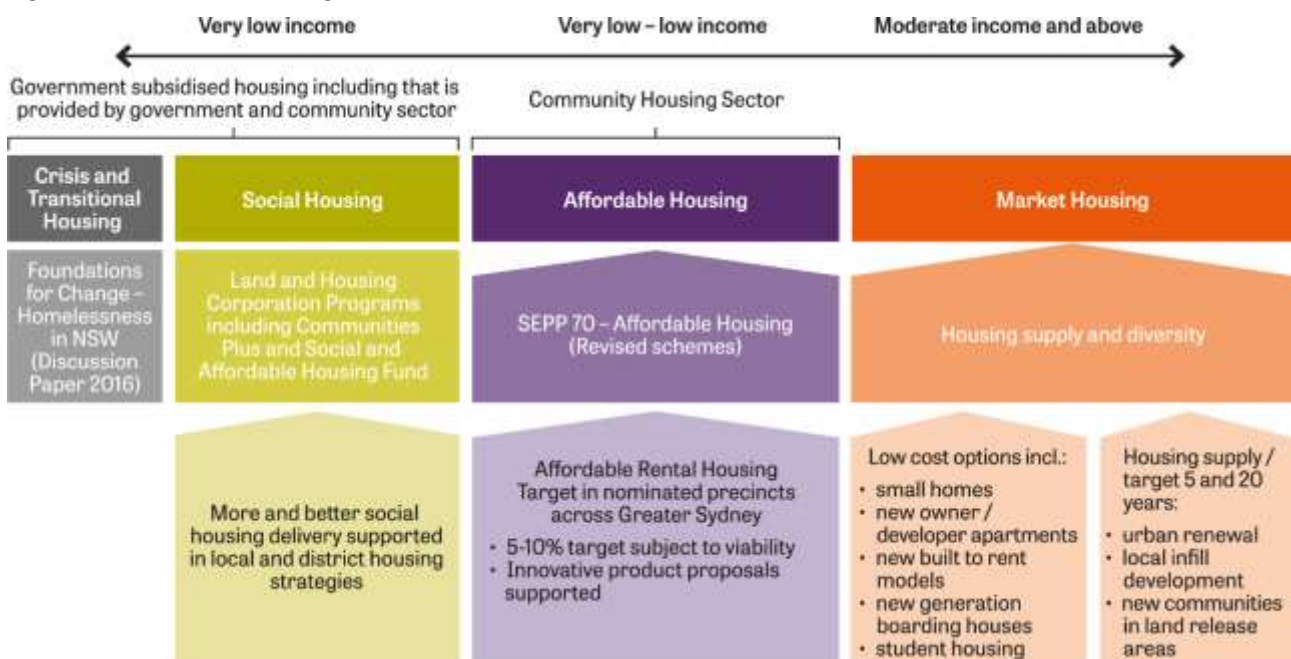 Very low income
Very low – low income
Moderate income and above
Government subsidised housing including that is
provided by government and community sector
Community Housing Sector
Crisis and
Transitional
Housing
Social Housing
Affordable Housing
Market Housing
Foundations
for Change –
Homelessness
in NSW
(Discussion
Paper 2016)
Land and Housing
Corporation Programs
including Communities
Plus and Social and
Affordable Housing Fund
SEPP 70 – Affordable Housing
(Revised schemes)
Housing supply and diversity
More and better social
housing delivery supported
in local and district housing
strategies
Affordable Rental Housing
Target in nominated precincts
across Greater Sydney
• 5-10% target subject to viability
• Innovative product proposals
supported
Low cost options incl.:
• small homes
• new owner /
developer apartments
• new built to rent
models
• new generation
boarding houses
• student housing
Housing supply /
target 5 and 20
years:
• urban renewal
• local infill
development
• new communities
in land release
areas